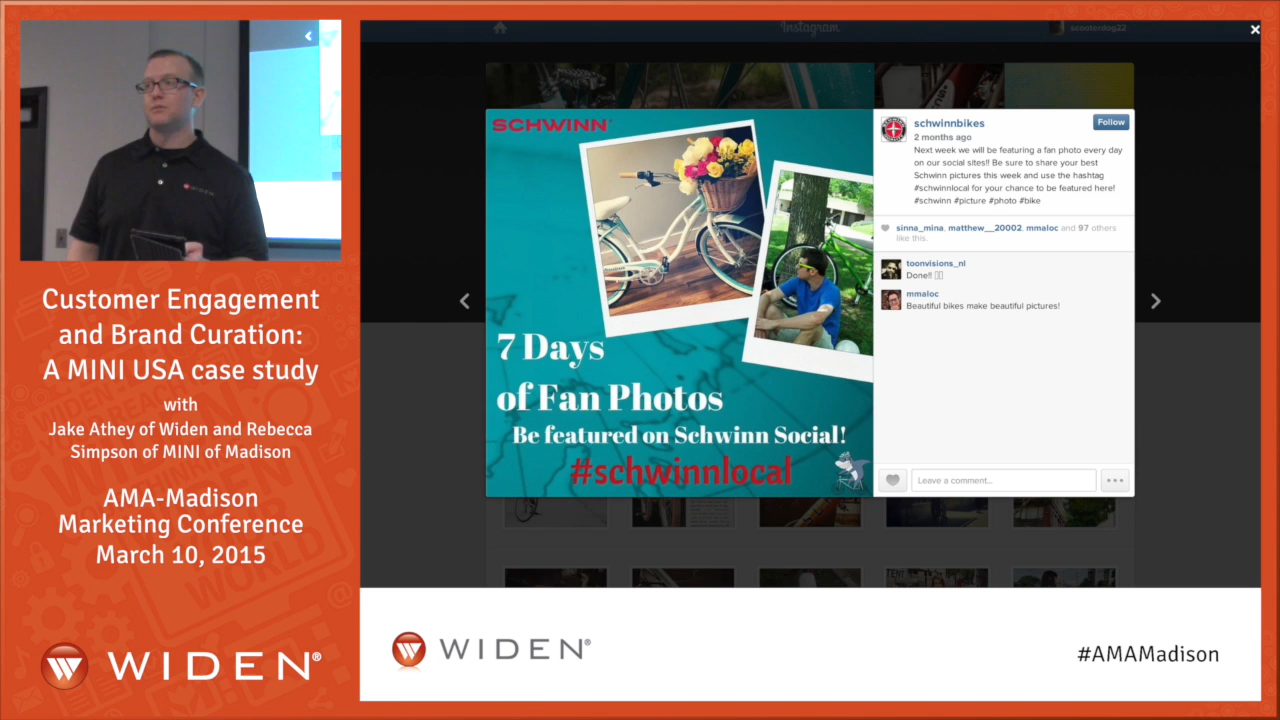 WIDEN
Customer Engagement
and Brand Curation:
A MINI USA case study
with
Jake Athey of Widen and Rebecca
Simpson of MINI of Madison
AMA-Madison
Marketing Conference
March 10, 2015
WIDEN®
Instagram
scooterdog22
SCHWINN
7 Days
of Fan Photos
Be featured on Schwinn Social!
#schwinnlocal
schwinnbikes
Follow
2 months ago
Next week we will be featuring a fan photo every day
on our social sites!! Be sure to share your best
Schwinn pictures this week and use the hashtag
#schwinnlocal for your chance to be featured here!
#schwinn #picture #photo #bike
sinna_mina, matthew__20002, mmaloc and 97 others
like this.
toonvisions_nl
Done!!
mmaloc
Beautiful bikes make beautiful pictures!
Leave a comment...
WIDEN®
#AMAMadison